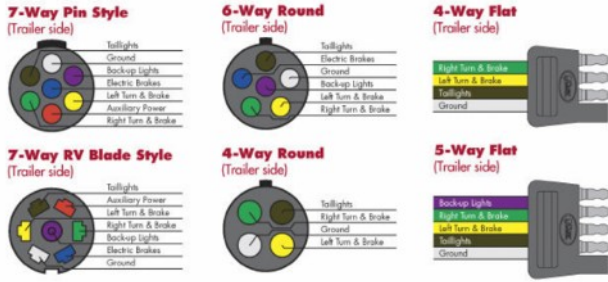 7-Way Pin Style
(Trailer side)
Taillights
Ground
Back-up Lights
Electric Brakes
Left Turn & Brake
Auxiliary Power
Right Turn & Brake
6-Way Round
(Trailer side)
Taillights
Electric Brakes
Ground
Back-up Lights
Left Turn & Brake
Right Turn & Brake
4-Way Flat
(Trailer side)
Right Turn & Brake
Left Turn & Brake
Taillights
Ground
7-Way RV Blade Style
(Trailer side)
Taillights
Auxiliary Power
Left Turn & Brake
Right Turn & Brake
Back-up Lights
Electric Brakes
Ground
4-Way Round
(Trailer side)
Taillights
Right Turn & Brake
Ground
Left Turn & Brake
5-Way Flat
(Trailer side)
Back-up Lights
Right Turn & Brake
Left Turn & Brake
Taillights
Ground